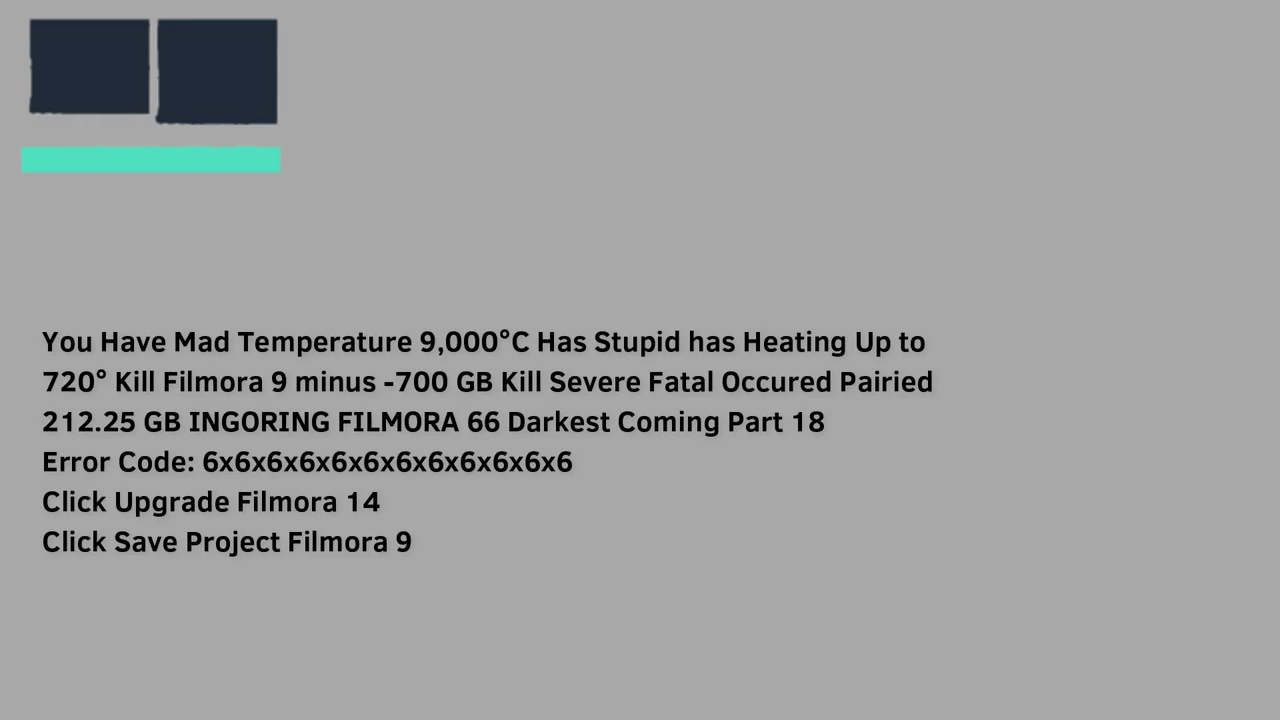 You Have Mad Temperature 9,000°C Has Stupid has Heating Up to
720° Kill Filmora 9 minus -700 GB Kill Severe Fatal Occured Pairied
212.25 GB INGORING FILMORA 66 Darkest Coming Part 18
Error Code: 6x6x6x6x6x6x6x6x6x6x6x6
Click Upgrade Filmora 14
Click Save Project Filmora 9